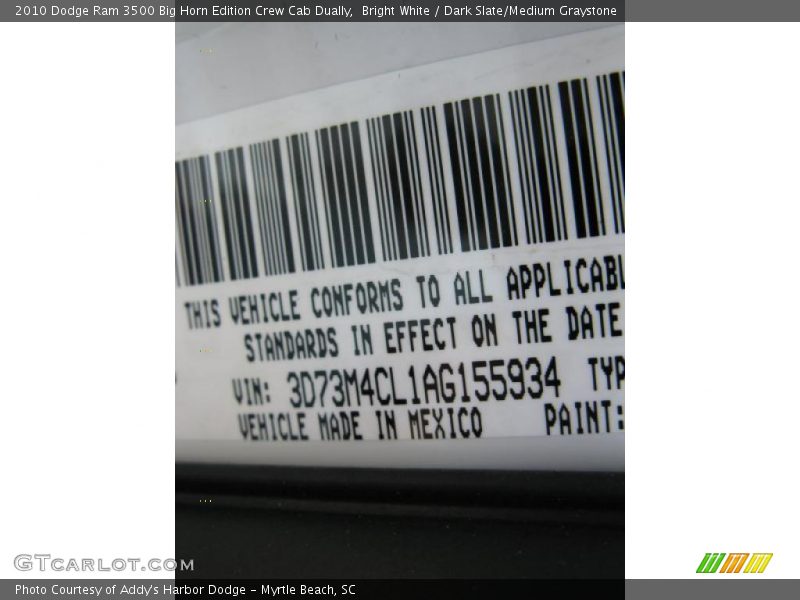 2010 Dodge Ram 3500 Big Horn Edition Crew Cab Dually,  Bright White / Dark Slate/Medium Graystone
THIS VEHICLE CONFORMS TO ALL APPLICABL
STANDARDS IN EFFECT ON THE DATE
VIN: 3D73M4CL1AG155934 TYP
VEHICLE MADE IN MEXICO PAINT:
GTCARLOT.COM
Photo Courtesy of Addy's Harbor Dodge - Myrtle Beach, SC